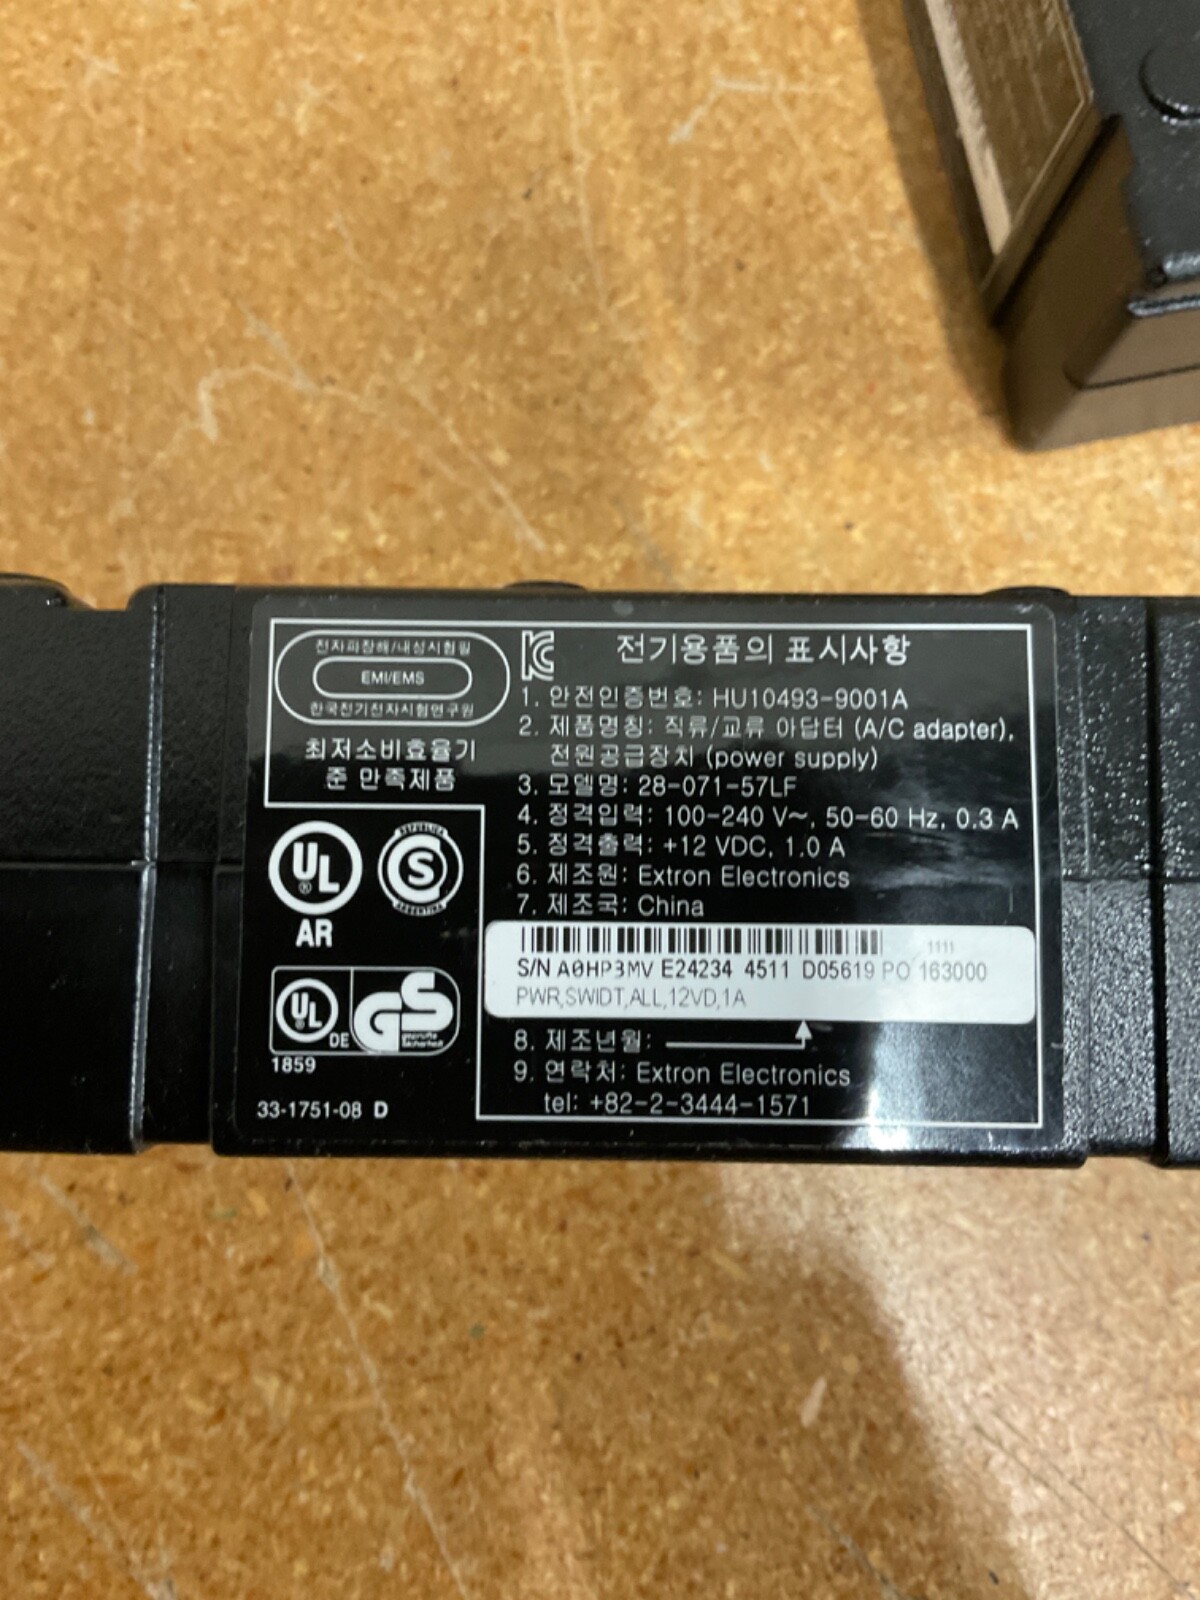 전자파장해/내성시험필
EMI/EMS
한국전기전자시험연구원
최저소비효율기
준 만족제품
전기용품의 표시사항
1. 안전인증번호: HU10493-9001A
2. 제품명칭: 직류/교류 아답터 (A/C adapter),
전원공급장치 (power supply)
3. 모델명: 28-071-57LF
4. 정격입력: 100-240 V~, 50-60 Hz, 0.3 A
5. 정격출력: +12 VDC, 1.0 A
6. 제조원: Extron Electronics
7. 제조국: China
1111
S/N A0HP3MV E24234 4511 D05619 PO 163000
PWR,SWIDT,ALL,12VD,1A
8. 제조년월:
9. 연락처: Extron Electronics
tel: +82-2-3444-1571
REPUBLICA
S
ARGENTINA
UL
®
AR
UL
DE
GS
geprüfte
Sicherheit
1859
33-1751-08 D